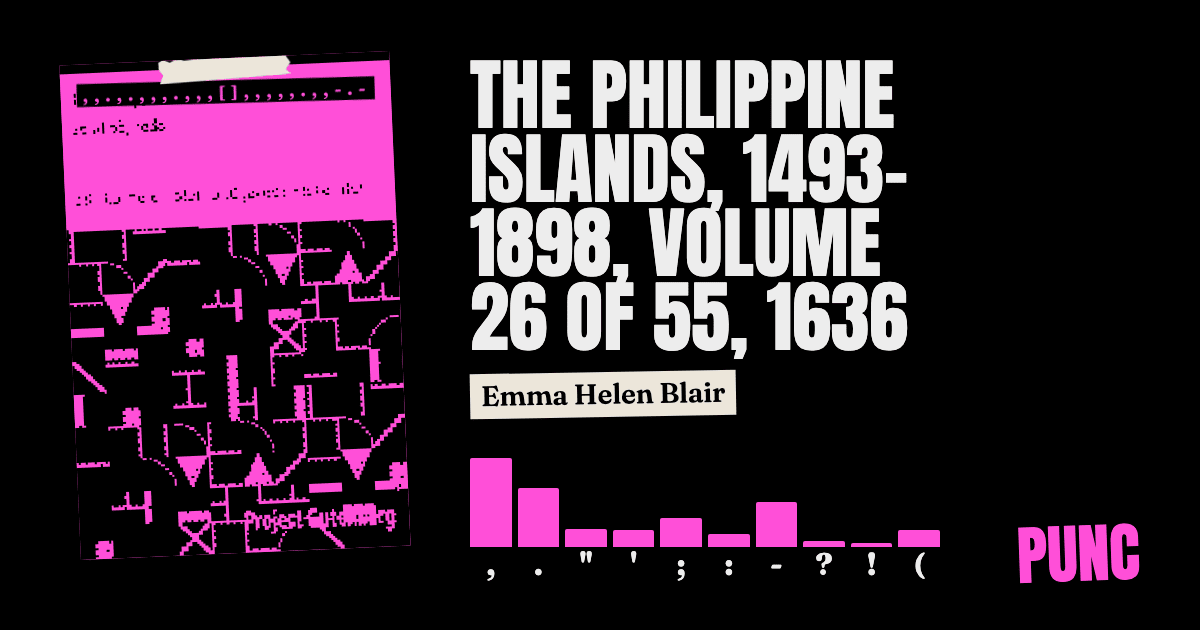 ,,.,.,,,.,,,[],,,,,.,,-.-
THE PHILIPPINE
ISLANDS, 1493-
1898, VOLUME
26 OF 55, 1636
Emma Helen Blair
, . " ' ; : - ? ! (
Project Gutenberg
PUNC